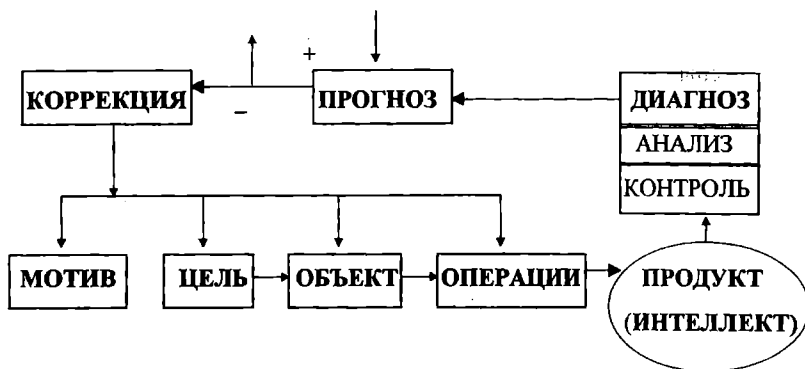 +
КОРРЕКЦИЯ
–
ПРОГНОЗ
ДИАГНОЗ
АНАЛИЗ
КОНТРОЛЬ
МОТИВ
ЦЕЛЬ
ОБЪЕКТ
ОПЕРАЦИИ
ПРОДУКТ
(ИНТЕЛЛЕКТ)